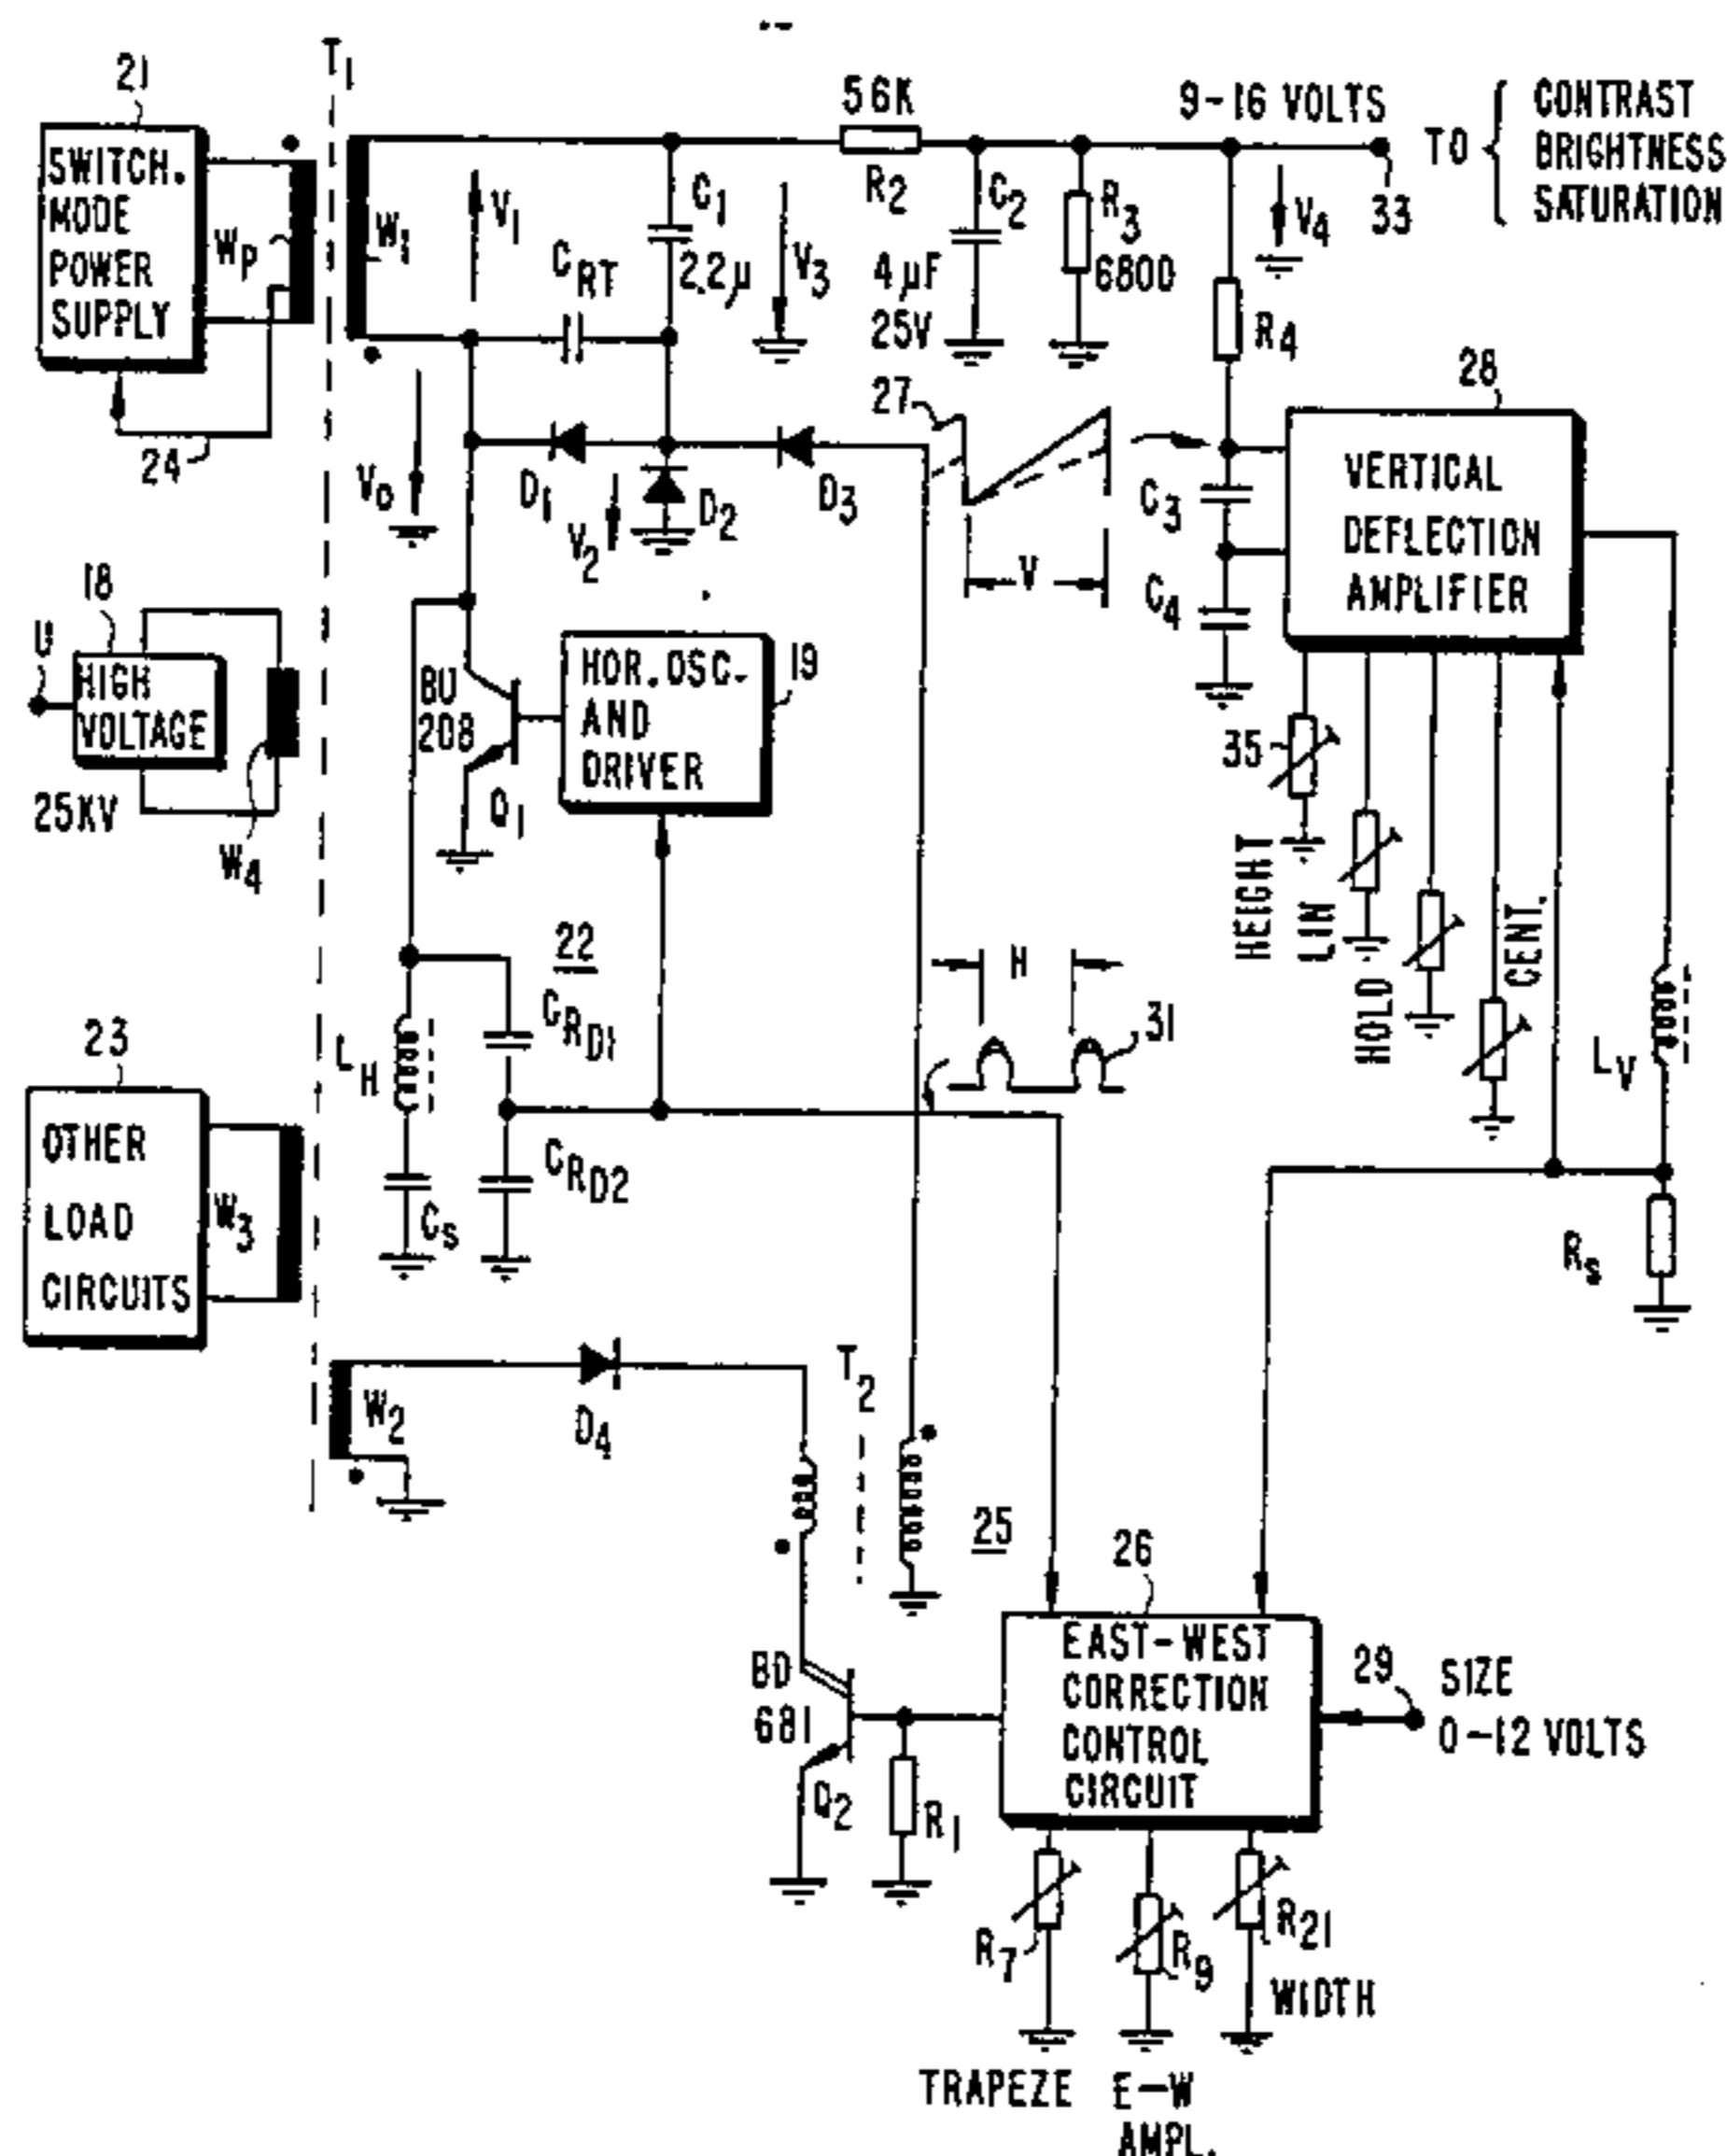 21
T1
SWITCH.
MODE
POWER
SUPPLY
WP
24
W1
V1
C1
2.2μ
CRT
V3
56K
R2
C2
4μF
25V
R3
6800
9-16 VOLTS
V4
33
TO
CONTRAST
BRIGHTNESS
SATURATION
R4
28
27
V0
D1
V2
D2
D3
V
C3
C4
VERTICAL
DEFLECTION
AMPLIFIER
18
U
HIGH
VOLTAGE
25KV
W4
BU
208
Q1
HOR. OSC-
AND
DRIVER
19
35
HEIGHT
LIN
HOLD
CENT.
22
CRD1
LH
CRD2
CS
H
31
LV
RS
23
OTHER
LOAD
CIRCUITS
W3
W2
D4
T2
25
26
EAST-WEST
CORRECTION
CONTROL
CIRCUIT
29
SIZE
0-12 VOLTS
BD
681
Q2
R1
R7
R9
R21
WIDTH
TRAPEZE
E-W
AMPL.